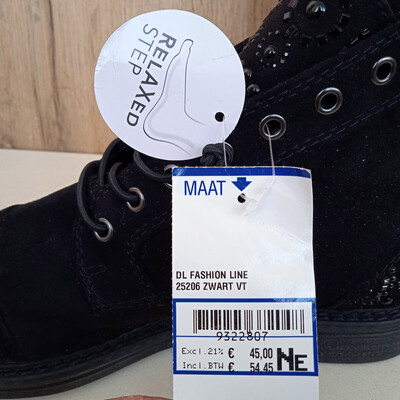 RELAXED
STEP
MAAT
DL FASHION LINE
25206 ZWART VT
9322807
Excl.21% € 45,00
Incl.BTW € 54.45
NE